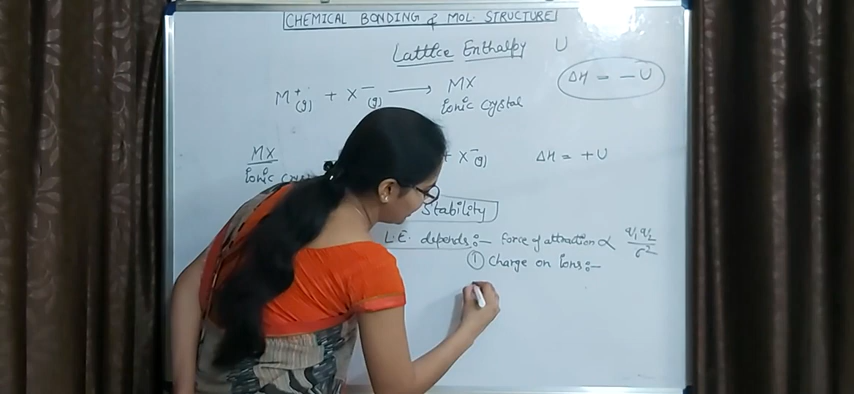 CHEMICAL BONDING & MOL. STRUCTURE
Lattice Enthalpy U
M⁺(g) + X⁻(g) ⟶ MX ΔH = −U
Ionic Crystal
MX + X⁻(g) ΔH = +U
Ionic
Stability
L.E. depends:– Force of attraction ∝ q₁q₂/r²
① Charge on Ions:–